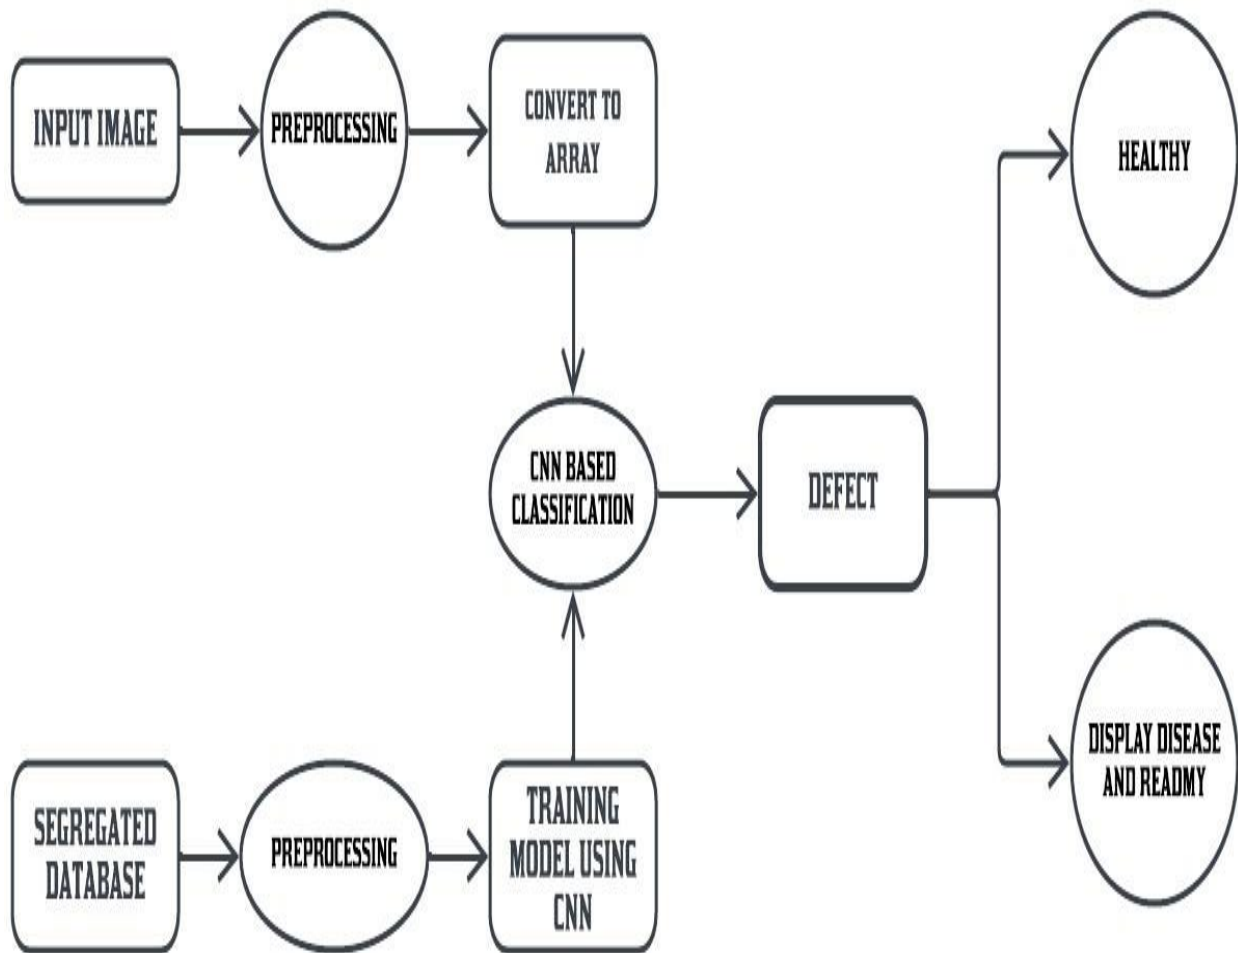 INPUT IMAGE
PREPROCESSING
CONVERT TO
ARRAY
HEALTHY
CNN BASED
CLASSIFICATION
DEFECT
SEGREGATED
DATABASE
PREPROCESSING
TRAINING
MODEL USING
CNN
DISPLAY DISEASE
AND READMY